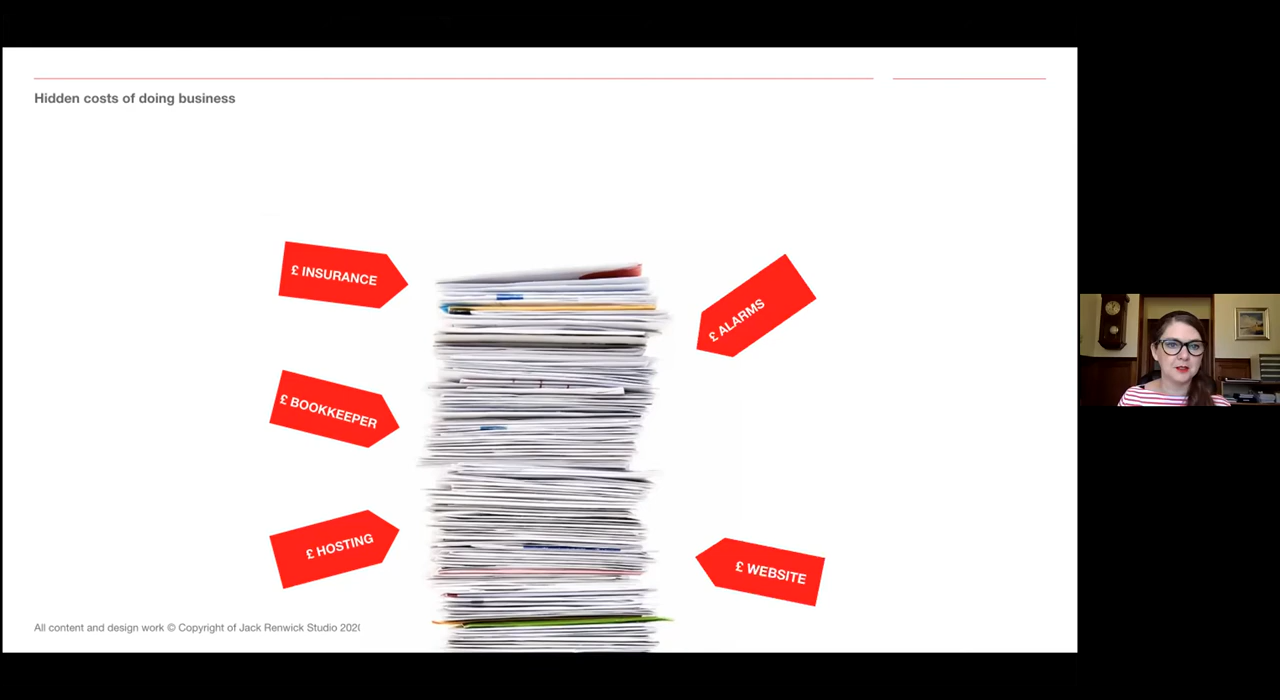 Hidden costs of doing business
£ INSURANCE
£ ALARMS
£ BOOKKEEPER
£ HOSTING
£ WEBSITE
All content and design work © Copyright of Jack Renwick Studio 2020